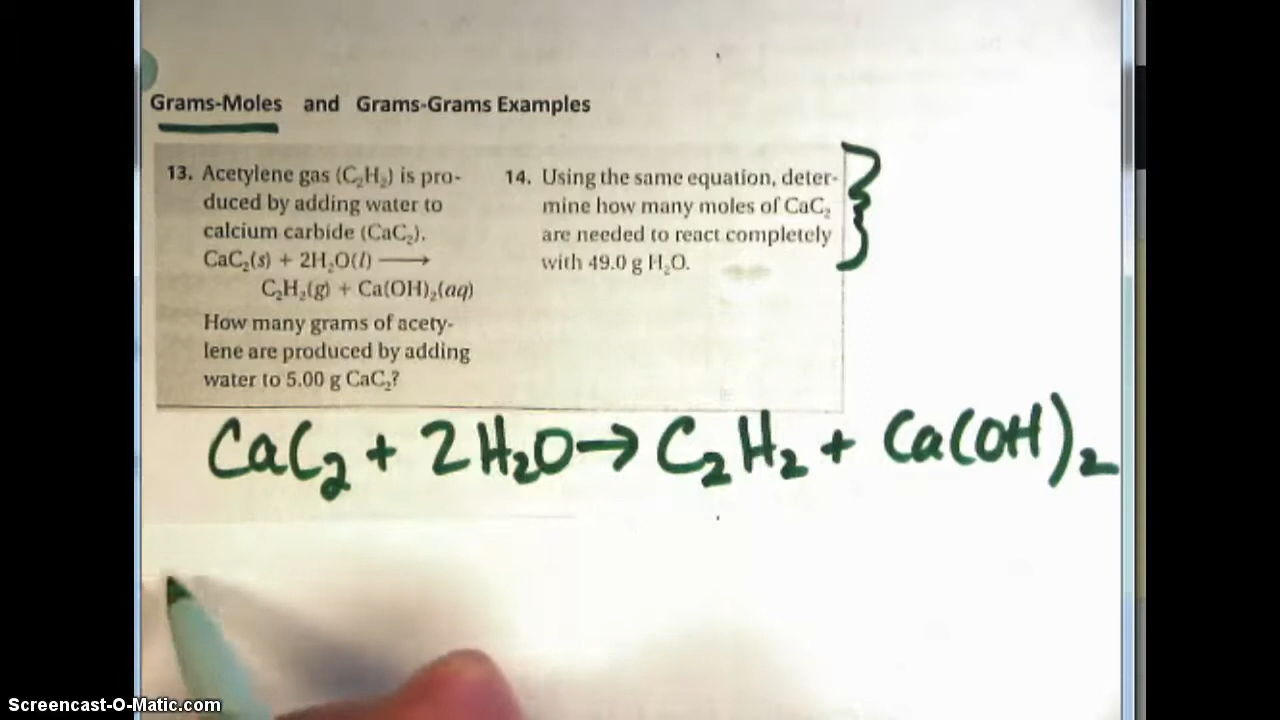 Grams-Moles and Grams-Grams Examples
13. Acetylene gas (C₂H₂) is pro-
duced by adding water to
calcium carbide (CaC₂).
CaC₂(s) + 2H₂O(l) ⟶
C₂H₂(g) + Ca(OH)₂(aq)
How many grams of acety-
lene are produced by adding
water to 5.00 g CaC₂?
14. Using the same equation, deter-
mine how many moles of CaC₂
are needed to react completely
with 49.0 g H₂O.
CaC₂ + 2H₂O → C₂H₂ + Ca(OH)₂
Screencast-O-Matic.com